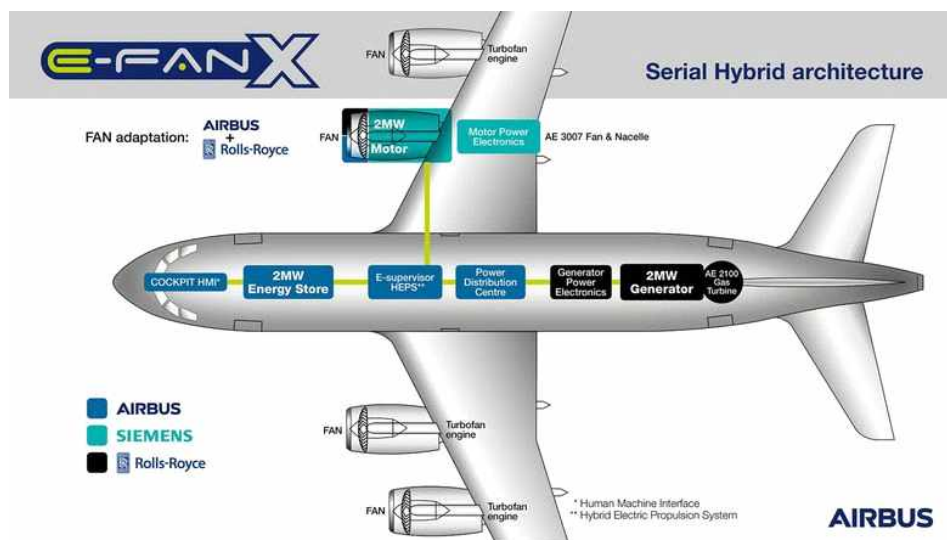 E-FAN X
Serial Hybrid architecture
FAN
Turbofan
engine
FAN adaptation:
AIRBUS
+
Rolls-Royce
FAN
2MW
Motor
Motor Power
Electronics
AE 3007 Fan & Nacelle
COCKPIT HMI*
2MW
Energy Store
E-supervisor
HEPS**
Power
Distribution
Centre
Generator
Power
Electronics
2MW
Generator
AE 2100
Gas
Turbine
AIRBUS
SIEMENS
Rolls-Royce
FAN
Turbofan
engine
FAN
Turbofan
engine
* Human Machine Interface
** Hybrid Electric Propulsion System
AIRBUS